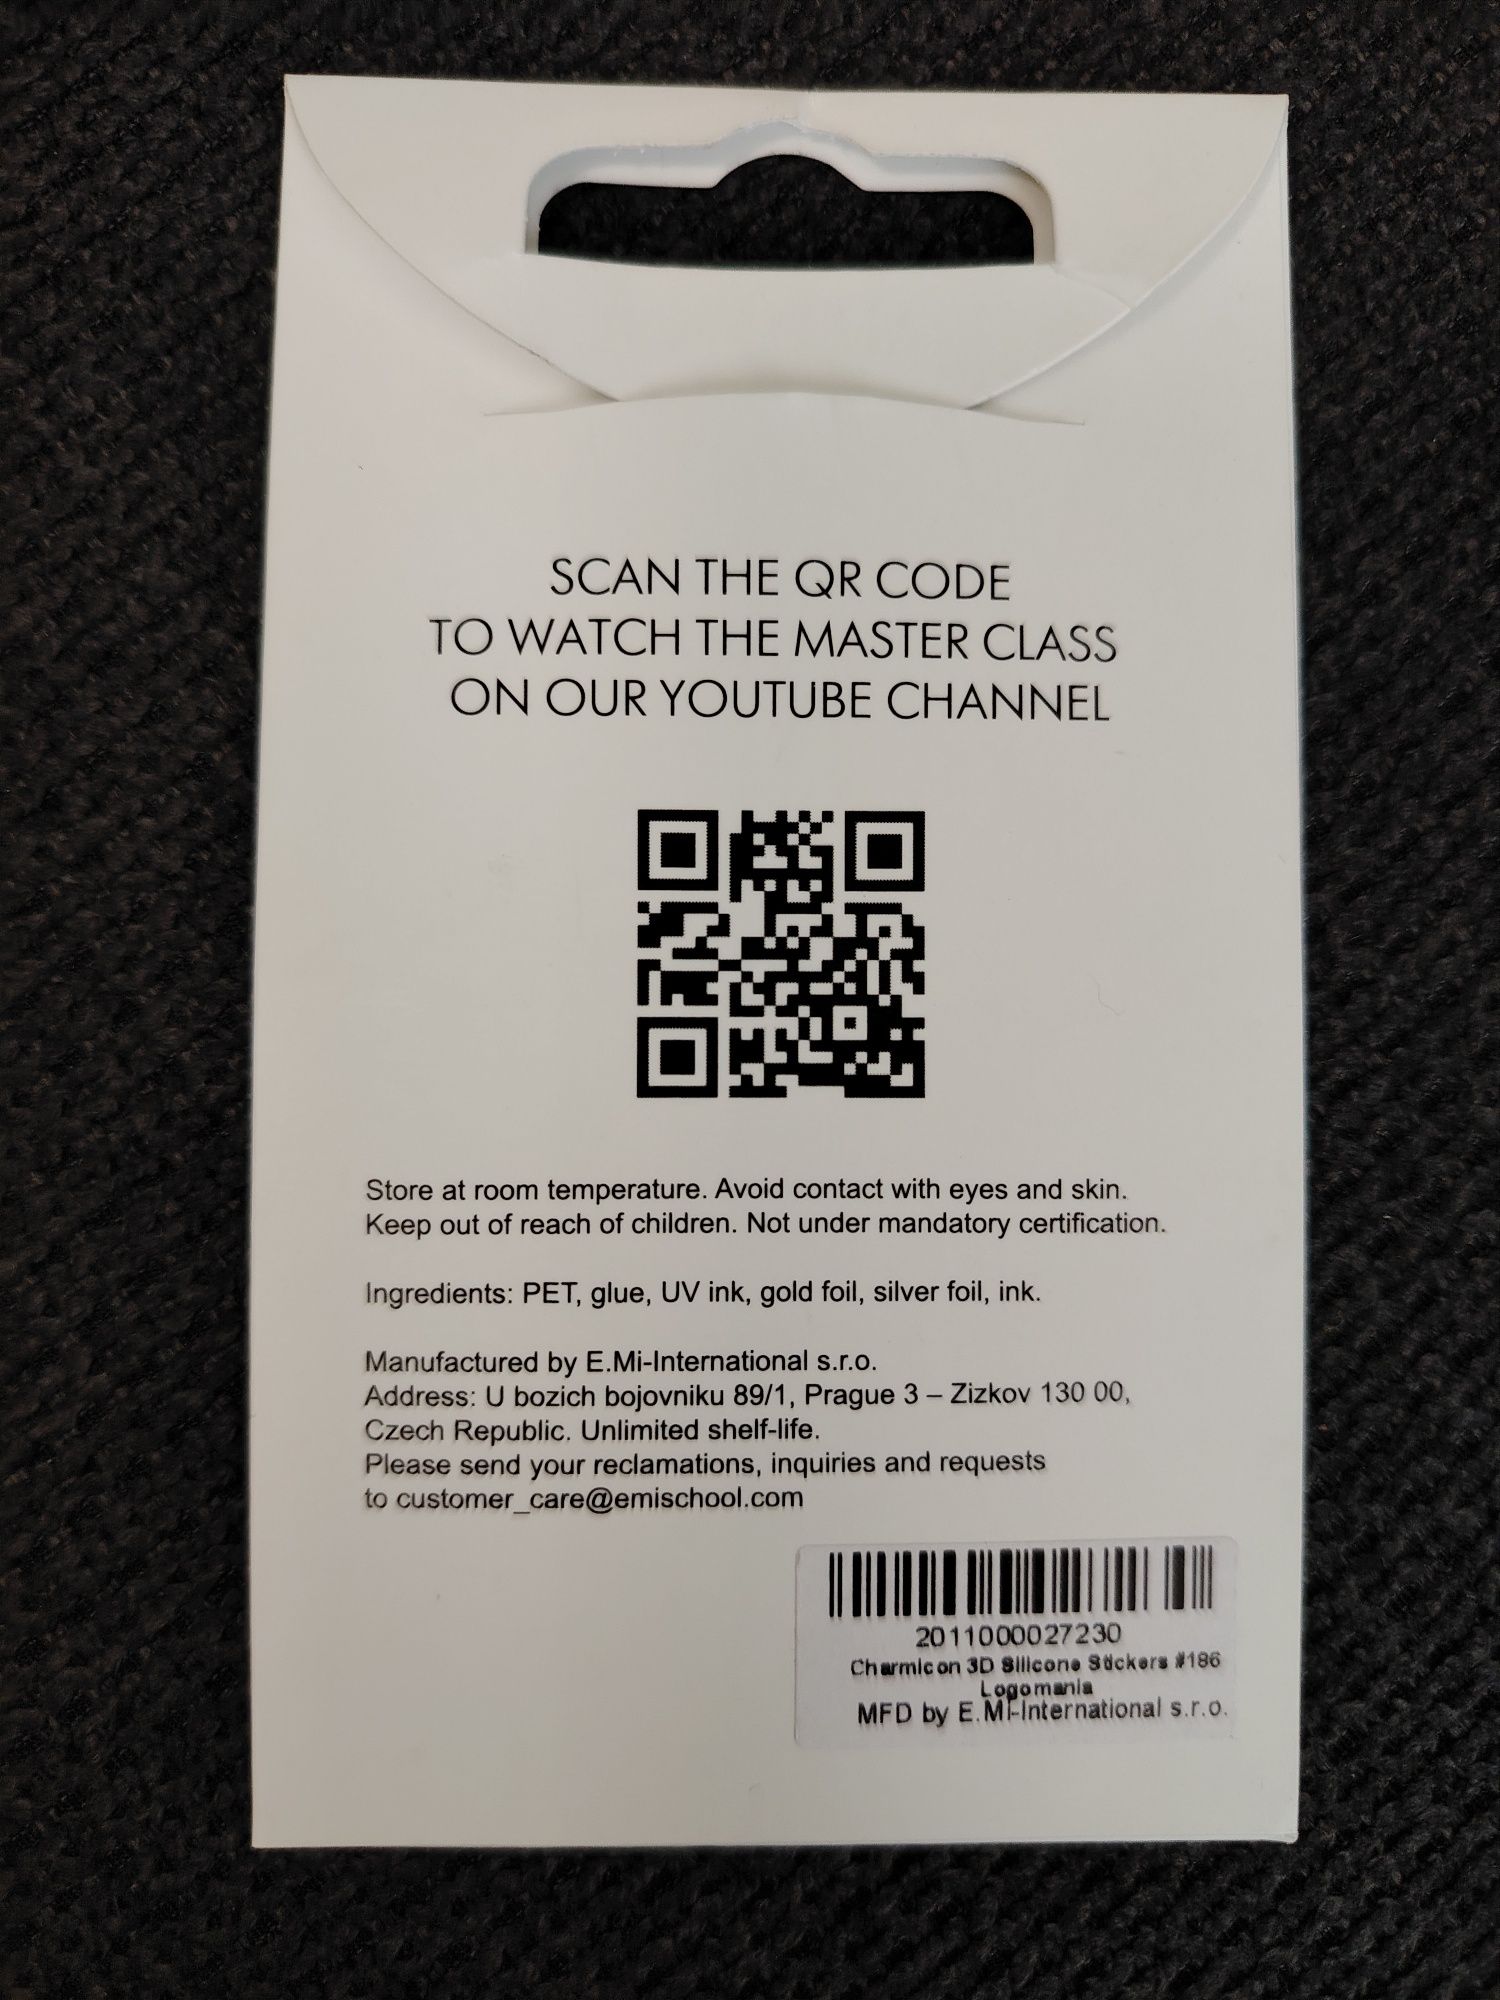 SCAN THE QR CODE
TO WATCH THE MASTER CLASS
ON OUR YOUTUBE CHANNEL
Store at room temperature. Avoid contact with eyes and skin.
Keep out of reach of children. Not under mandatory certification.
Ingredients: PET, glue, UV ink, gold foil, silver foil, ink.
Manufactured by E.Mi-International s.r.o.
Address: U bozich bojovniku 89/1, Prague 3 – Zizkov 130 00,
Czech Republic. Unlimited shelf-life.
Please send your reclamations, inquiries and requests
to customer_care@emischool.com
2011000027230
Charmicon 3D Silicone Stickers #186
Logomania
MFD by E.Mi-International s.r.o.